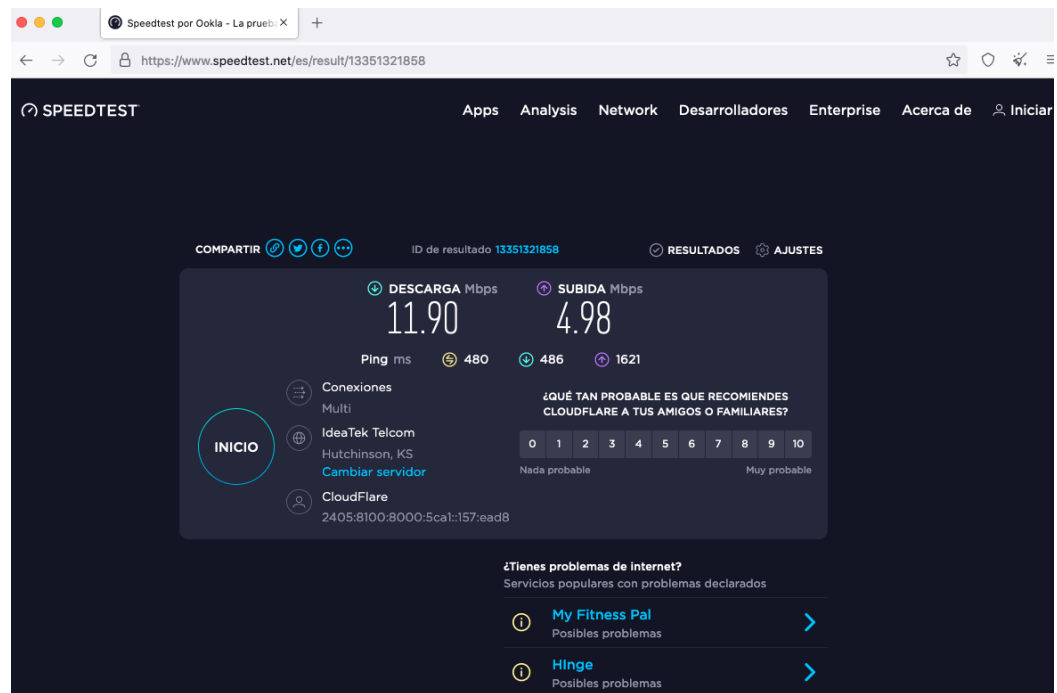 Speedtest por Ookla - La prueb
https://www.speedtest.net/es/result/13351321858
SPEEDTEST
Apps Analysis Network Desarrolladores Enterprise Acerca de Iniciar
COMPARTIR
ID de resultado 13351321858
RESULTADOS AJUSTES
DESCARGA Mbps
11.90
SUBIDA Mbps
4.98
Ping ms 480 486 1621
INICIO
Conexiones
Multi
IdeaTek Telcom
Hutchinson, KS
Cambiar servidor
CloudFlare
2405:8100:8000:5ca1::157:ead8
¿QUÉ TAN PROBABLE ES QUE RECOMIENDES
CLOUDFLARE A TUS AMIGOS O FAMILIARES?
0 1 2 3 4 5 6 7 8 9 10
Nada probable Muy probable
¿Tienes problemas de internet?
Servicios populares con problemas declarados
My Fitness Pal
Posibles problemas
HInge
Posibles problemas